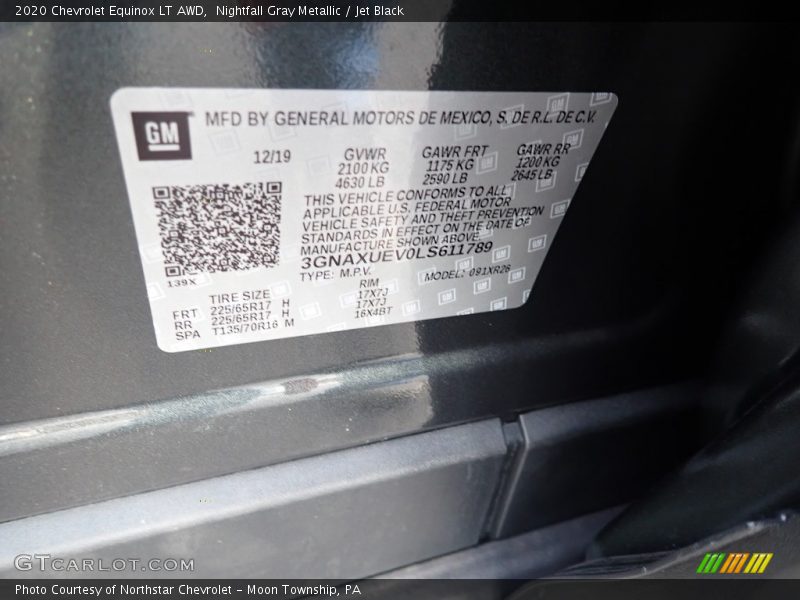 2020 Chevrolet Equinox LT AWD, Nightfall Gray Metallic / Jet Black
GM
MFD BY GENERAL MOTORS DE MEXICO, S. DE R.L. DE C.V.
12/19
GVWR GAWR FRT GAWR RR
2100 KG 1175 KG 1200 KG
4630 LB 2590 LB 2645 LB
THIS VEHICLE CONFORMS TO ALL
APPLICABLE U.S. FEDERAL MOTOR
VEHICLE SAFETY AND THEFT PREVENTION
STANDARDS IN EFFECT ON THE DATE OF
MANUFACTURE SHOWN ABOVE.
3GNAXUEV0LS611789
139X
TYPE: M.P.V. MODEL: 091XR26
TIRE SIZE RIM
FRT 225/65R17 H 17X7J
RR 225/65R17 H 17X7J
SPA T135/70R16 M 16X4BT
GTCARLOT.COM
Photo Courtesy of Northstar Chevrolet - Moon Township, PA